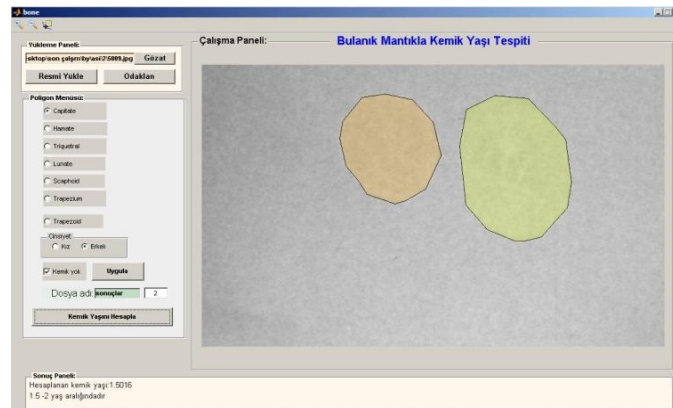 bone
Yükleme Paneli:
esktop\son çalışm\by\asi\2\5009.jpg Gözat
Resmi Yükle Odaklan
Poligon Menüsü:
Capitate
Hamate
Triquetral
Lunate
Scaphoid
Trapezium
Trapezoid
Cinsiyet:
Kız Erkek
Kemik yok Uygula
Dosya adı: sonuçlar 2
Kemik Yaşını Hesapla
Çalışma Paneli: Bulanık Mantıkla Kemik Yaşı Tespiti
Sonuç Paneli:
Hesaplanan kemik yaşı:1.5016
1.5 -2 yaş aralığındadır